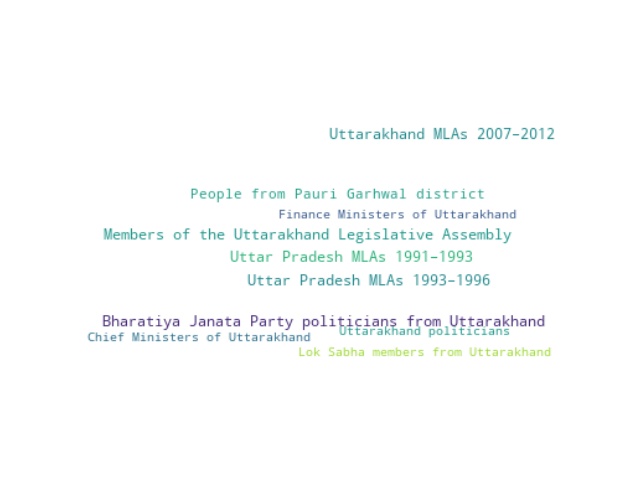 Uttarakhand MLAs 2007–2012
People from Pauri Garhwal district
Finance Ministers of Uttarakhand
Members of the Uttarakhand Legislative Assembly
Uttar Pradesh MLAs 1991–1993
Uttar Pradesh MLAs 1993–1996
Bharatiya Janata Party politicians from Uttarakhand
Uttarakhand politicians
Chief Ministers of Uttarakhand
Lok Sabha members from Uttarakhand